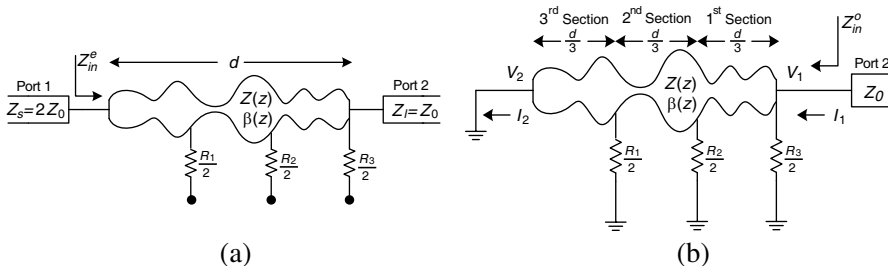 Port 1
Z_s=2Z_0
Z_in^e
d
Z(z)
β(z)
Port 2
Z_l=Z_0
R_1/2
R_2/2
R_3/2
(a)
3^rd Section
2^nd Section
1^st Section
d/3
d/3
d/3
Z_in^o
V_2
V_1
Port 2
Z_0
Z(z)
β(z)
I_2
I_1
R_1/2
R_2/2
R_3/2
(b)